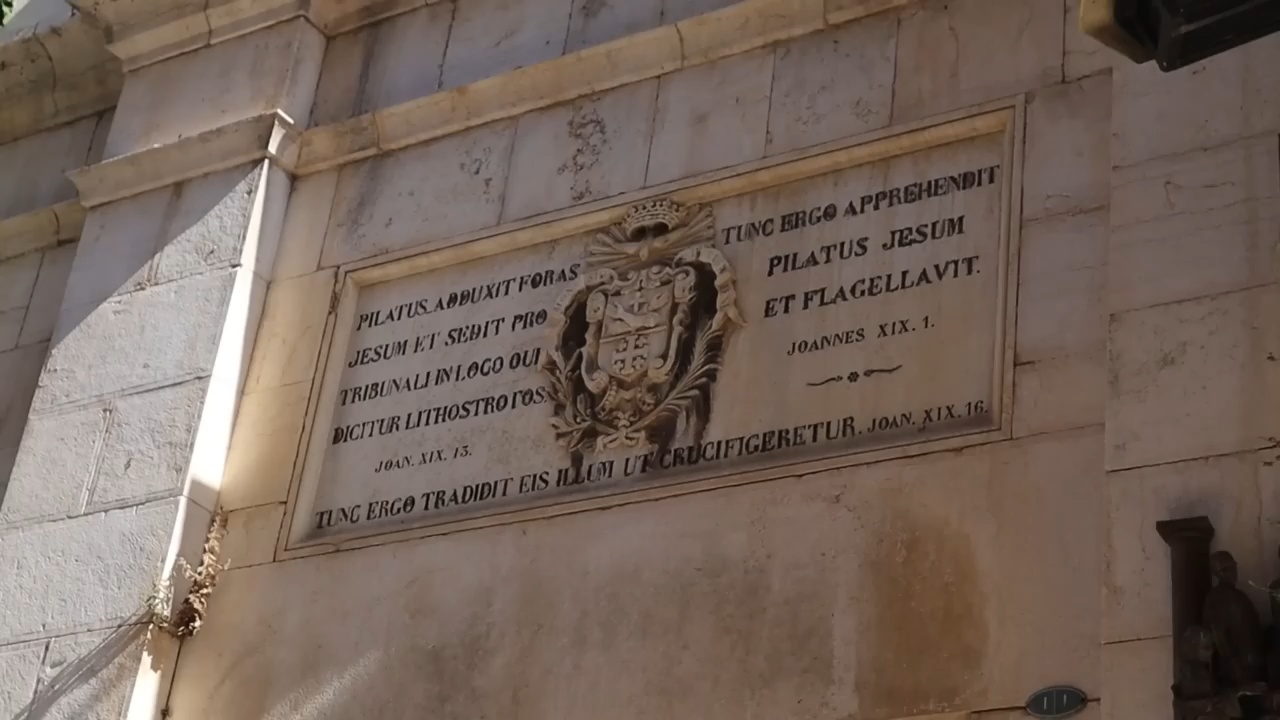 PILATUS. ADDUXIT FORAS
JESUM ET SEDIT PRO
TRIBUNALI IN LOCO QUI
DICITUR LITHOSTROTOS.
JOAN. XIX. 13.
TUNC ERGO APPREHENDIT
PILATUS JESUM
ET FLAGELLAVIT.
JOANNES XIX. 1.
TUNC ERGO TRADIDIT EIS ILLUM UT CRUCIFIGERETUR. JOAN. XIX. 16.